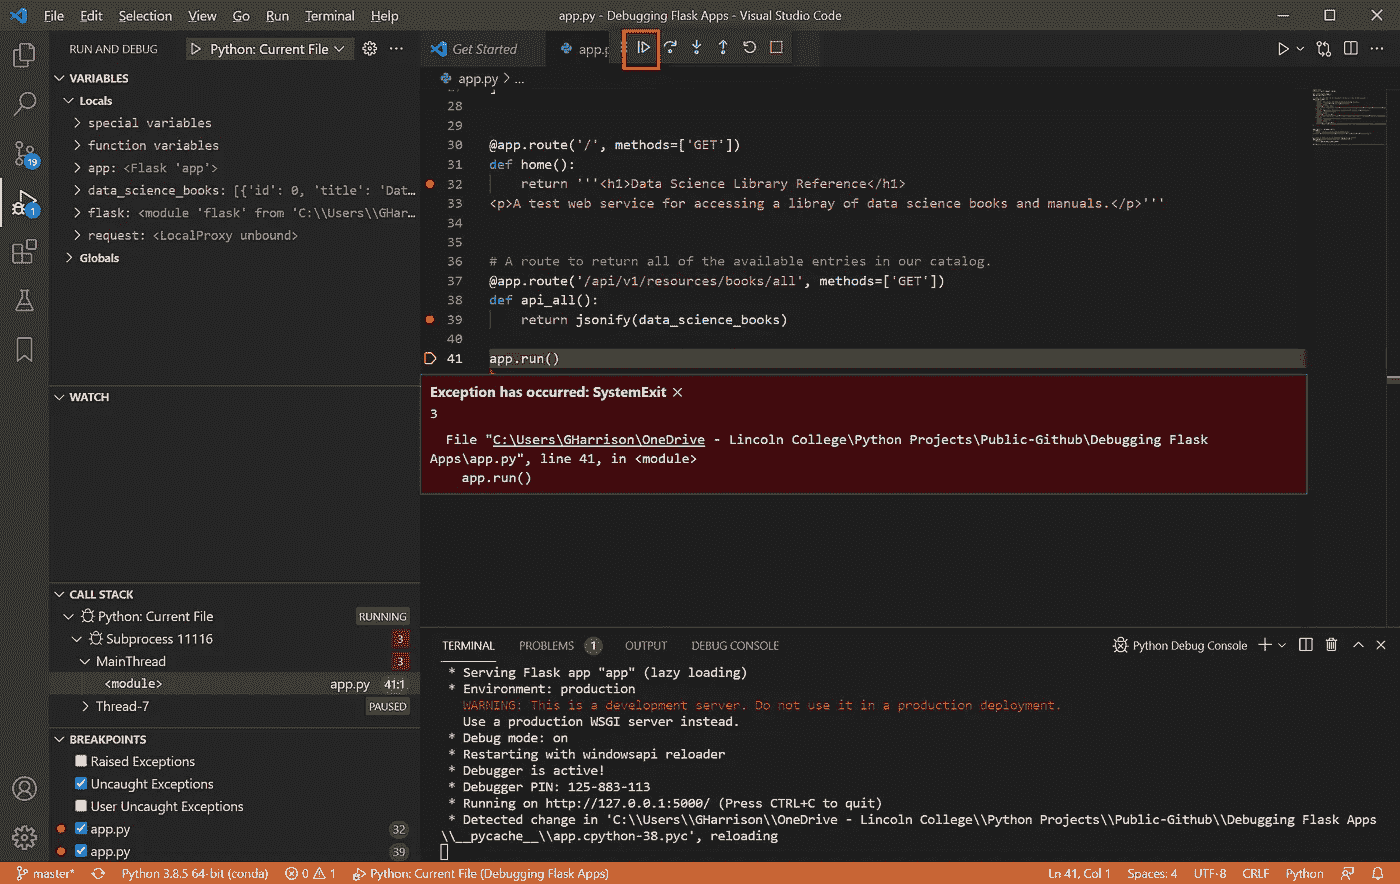 File Edit Selection View Go Run Terminal Help
app.py - Debugging Flask Apps - Visual Studio Code
RUN AND DEBUG
Python: Current File
Get Started
app.p
19
1
VARIABLES
Locals
special variables
function variables
app: <Flask 'app'>
data_science_books: [{'id': 0, 'title': 'Dat...
flask: <module 'flask' from 'C:\\Users\\GHar...
request: <LocalProxy unbound>
Globals
WATCH
CALL STACK
Python: Current File RUNNING
Subprocess 11116 3
MainThread 3
<module> app.py 41:1
Thread-7 PAUSED
BREAKPOINTS
Raised Exceptions
Uncaught Exceptions
User Uncaught Exceptions
app.py 32
app.py 39
app.py > ...
28
29
30 @app.route('/', methods=['GET'])
31 def home():
32 return '''<h1>Data Science Library Reference</h1>
33 <p>A test web service for accessing a libray of data science books and manuals.</p>'''
34
35
36 # A route to return all of the available entries in our catalog.
37 @app.route('/api/v1/resources/books/all', methods=['GET'])
38 def api_all():
39 return jsonify(data_science_books)
40
41 app.run()
Exception has occurred: SystemExit ×
3
File "C:\Users\GHarrison\OneDrive - Lincoln College\Python Projects\Public-Github\Debugging Flask
Apps\app.py", line 41, in <module>
app.run()
TERMINAL PROBLEMS 1 OUTPUT DEBUG CONSOLE
Python Debug Console
* Serving Flask app "app" (lazy loading)
* Environment: production
WARNING: This is a development server. Do not use it in a production deployment.
Use a production WSGI server instead.
* Debug mode: on
* Restarting with windowsapi reloader
* Debugger is active!
* Debugger PIN: 125-883-113
* Running on http://127.0.0.1:5000/ (Press CTRL+C to quit)
* Detected change in 'C:\\Users\\GHarrison\\OneDrive - Lincoln College\\Python Projects\\Public-Github\\Debugging Flask Apps
\\__pycache__\\app.cpython-38.pyc', reloading
master* Python 3.8.5 64-bit (conda) 0 1 Python: Current File (Debugging Flask Apps) Ln 41, Col 1 Spaces: 4 UTF-8 CRLF Python